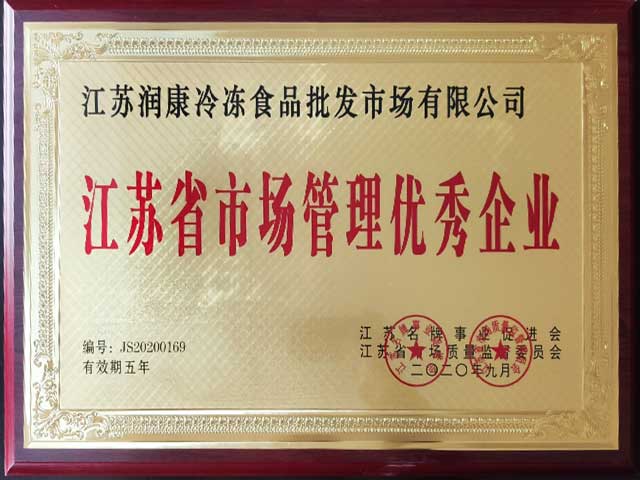 江苏润康冷冻食品批发市场有限公司
江苏省市场管理优秀企业
编号：JS20200169
有效期五年
江苏名牌事业促进会
江苏省市场质量监督委员会
二〇二〇年九月